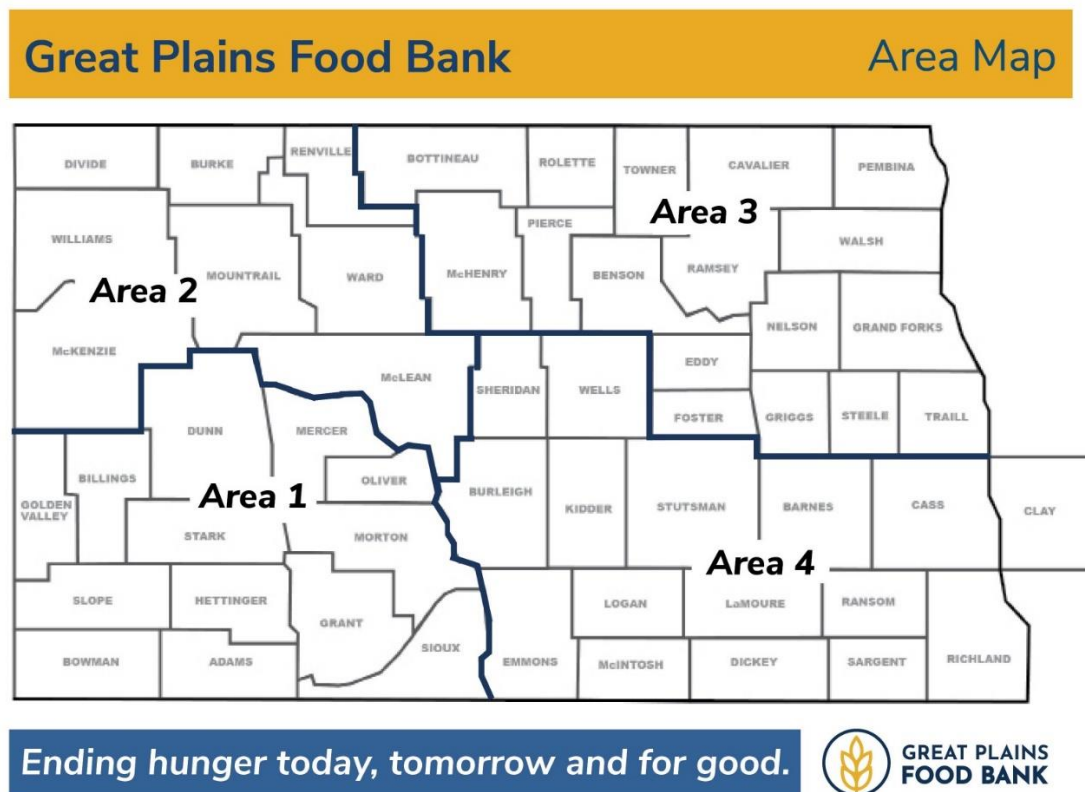 Great Plains Food Bank Area Map
DIVIDE BURKE RENVILLE BOTTINEAU ROLETTE TOWNER CAVALIER PEMBINA
WILLIAMS MOUNTRAIL WARD McHENRY PIERCE BENSON RAMSEY WALSH
Area 3
Area 2
McKENZIE McLEAN SHERIDAN WELLS EDDY NELSON GRAND FORKS
DUNN MERCER FOSTER GRIGGS STEELE TRAILL
GOLDEN
VALLEY
BILLINGS OLIVER BURLEIGH KIDDER STUTSMAN BARNES CASS CLAY
Area 1
STARK MORTON
Area 4
SLOPE HETTINGER GRANT LOGAN LaMOURE RANSOM
BOWMAN ADAMS SIOUX EMMONS McINTOSH DICKEY SARGENT RICHLAND
Ending hunger today, tomorrow and for good.
GREAT PLAINS
FOOD BANK